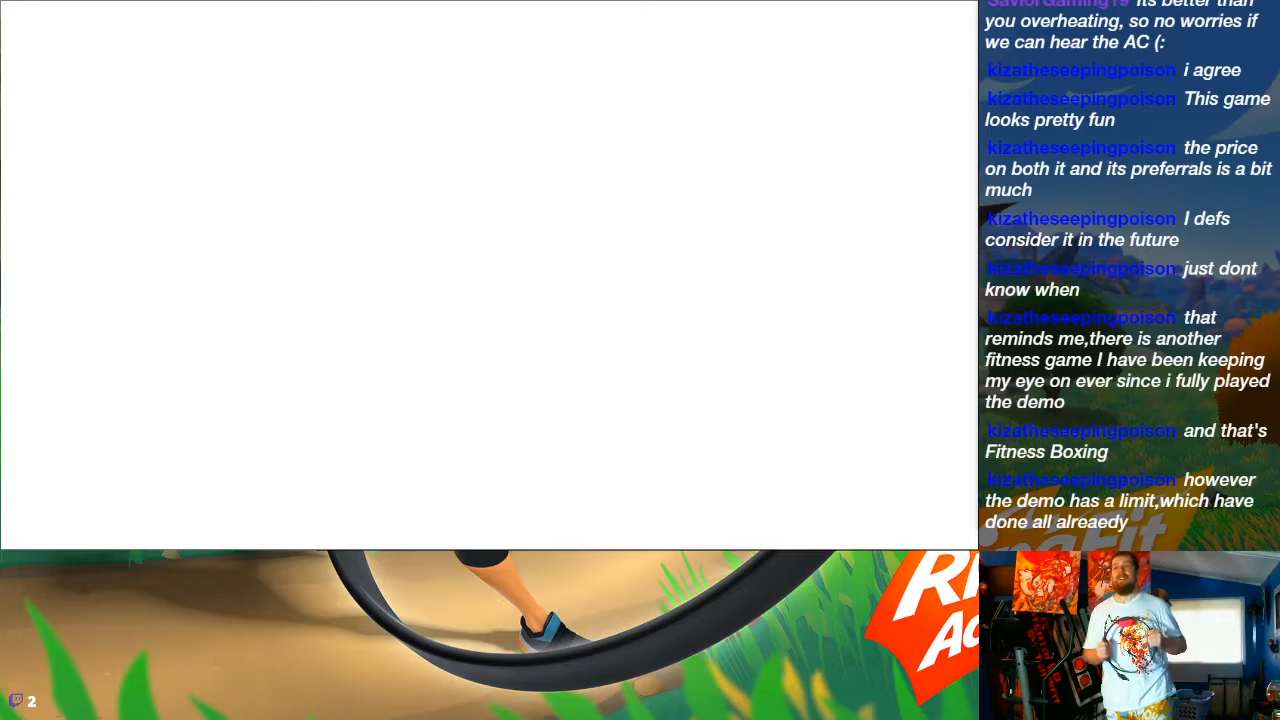 SaviorGaming19 Its better than
you overheating, so no worries if
we can hear the AC (:
kizatheseepingpoison i agree
kizatheseepingpoison This game
looks pretty fun
kizatheseepingpoison the price
on both it and its preferrals is a bit
much
kizatheseepingpoison I defs
consider it in the future
kizatheseepingpoison just dont
know when
kizatheseepingpoison that
reminds me,there is another
fitness game I have been keeping
my eye on ever since i fully played
the demo
kizatheseepingpoison and that's
Fitness Boxing
kizatheseepingpoison however
the demo has a limit,which have
done all alreaedy
2